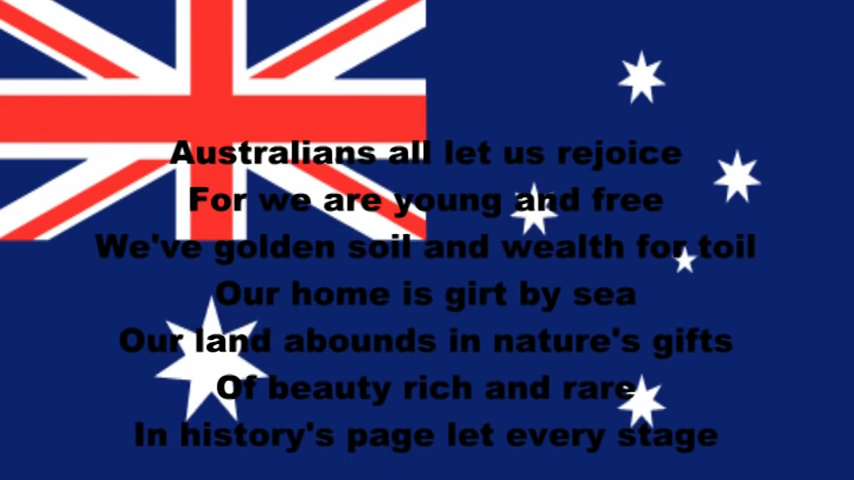 Australians all let us rejoice
For we are young and free
We've golden soil and wealth for toil
Our home is girt by sea
Our land abounds in nature's gifts
Of beauty rich and rare
In history's page let every stage